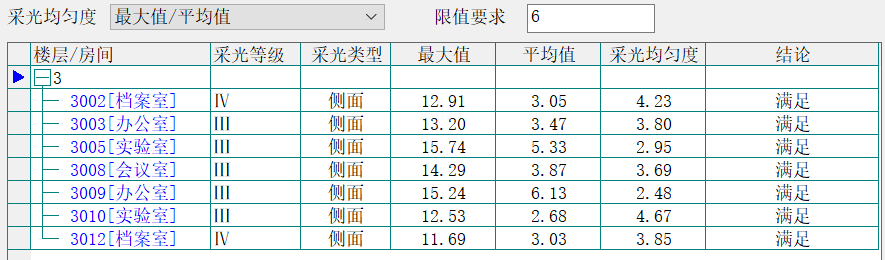 采光均匀度 最大值/平均值 限值要求 6
楼层/房间 采光等级 采光类型 最大值 平均值 采光均匀度 结论
3
3002[档案室] Ⅳ 侧面 12.91 3.05 4.23 满足
3003[办公室] Ⅲ 侧面 13.20 3.47 3.80 满足
3005[实验室] Ⅲ 侧面 15.74 5.33 2.95 满足
3008[会议室] Ⅲ 侧面 14.29 3.87 3.69 满足
3009[办公室] Ⅲ 侧面 15.24 6.13 2.48 满足
3010[实验室] Ⅲ 侧面 12.53 2.68 4.67 满足
3012[档案室] Ⅳ 侧面 11.69 3.03 3.85 满足